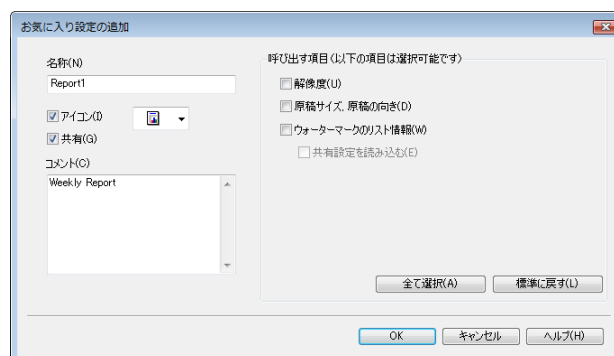 お気に入り設定の追加
名称(N)
Report1
アイコン(I)
共有(G)
コメント(C)
Weekly Report
呼び出す項目(以下の項目は選択可能です)
解像度(U)
原稿サイズ、原稿の向き(D)
ウォーターマークのリスト情報(W)
共有設定を読み込む(E)
全て選択(A) 標準に戻す(L)
OK キャンセル ヘルプ(H)